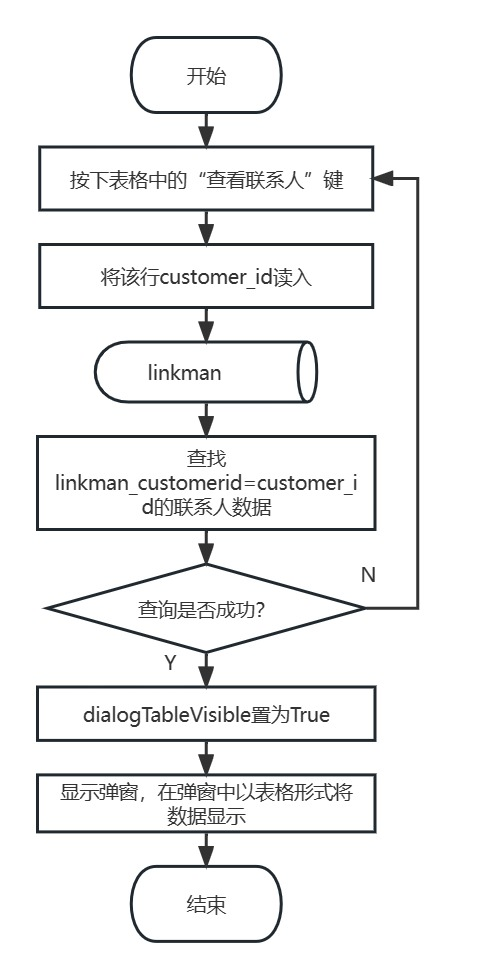 开始
按下表格中的“查看联系人”键
将该行customer_id读入
linkman
查找
linkman_customerid=customer_i
d的联系人数据
N
查询是否成功？
Y
dialogTableVisible置为True
显示弹窗，在弹窗中以表格形式将
数据显示
结束